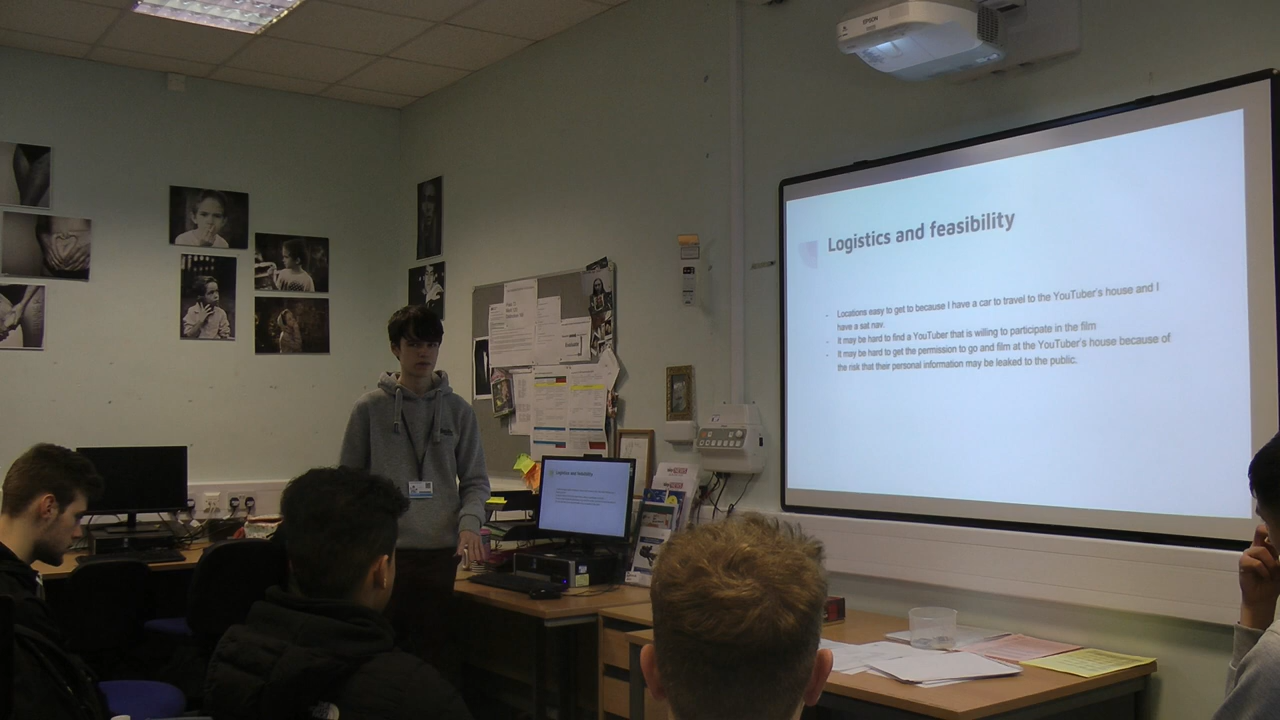 EPSON
Logistics and feasibility
- Locations easy to get to because I have a car to travel to the YouTuber's house and I
have a sat nav.
- It may be hard to find a YouTuber that is willing to participate in the film
- It may be hard to get the permission to go and film at the YouTuber's house because of
the risk that their personal information may be leaked to the public.
Logistics and feasibility